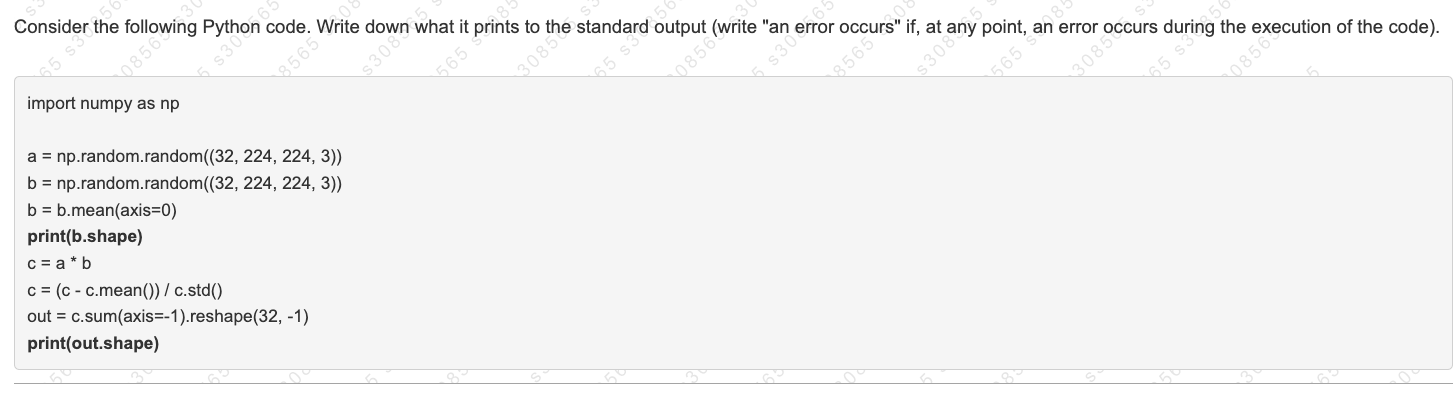 Consider the following Python code. Write down what it prints to the standard output (write "an error occurs" if, at any point, an error occurs during the execution of the code).
import numpy as np
a = np.random.random((32, 224, 224, 3))
b = np.random.random((32, 224, 224, 3))
b = b.mean(axis=0)
print(b.shape)
c = a * b
c = (c - c.mean()) / c.std()
out = c.sum(axis=-1).reshape(32, -1)
print(out.shape)